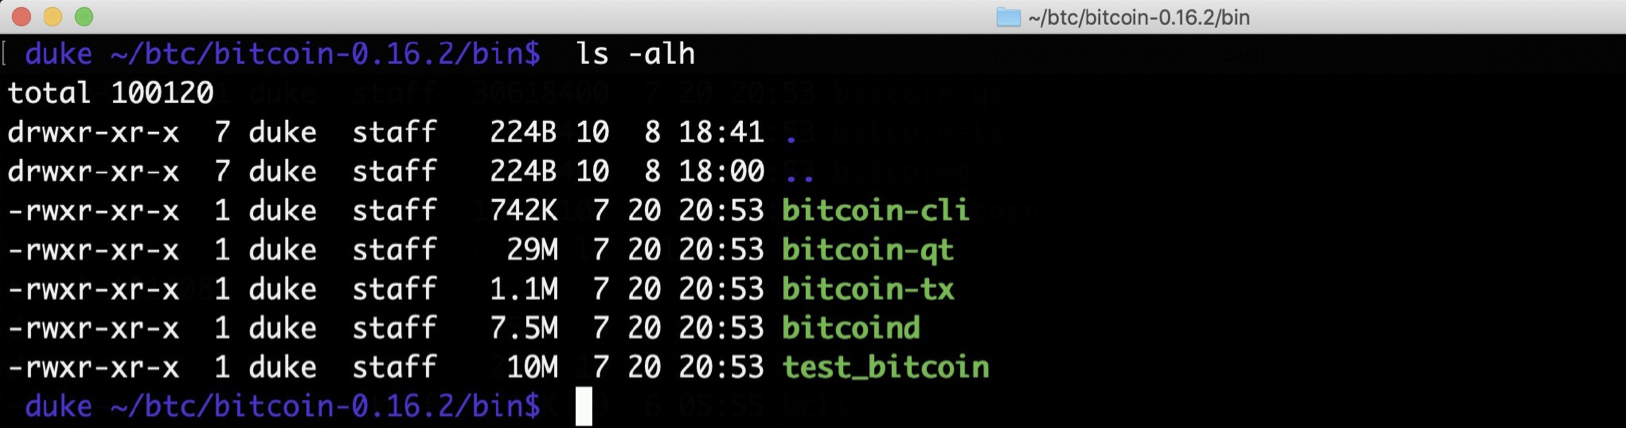 ~/btc/bitcoin-0.16.2/bin
[ duke ~/btc/bitcoin-0.16.2/bin$  ls -alh
total 100120
drwxr-xr-x  7 duke  staff   224B 10  8 18:41 .
drwxr-xr-x  7 duke  staff   224B 10  8 18:00 ..
-rwxr-xr-x  1 duke  staff   742K  7 20 20:53 bitcoin-cli
-rwxr-xr-x  1 duke  staff    29M  7 20 20:53 bitcoin-qt
-rwxr-xr-x  1 duke  staff   1.1M  7 20 20:53 bitcoin-tx
-rwxr-xr-x  1 duke  staff   7.5M  7 20 20:53 bitcoind
-rwxr-xr-x  1 duke  staff    10M  7 20 20:53 test_bitcoin
 duke ~/btc/bitcoin-0.16.2/bin$